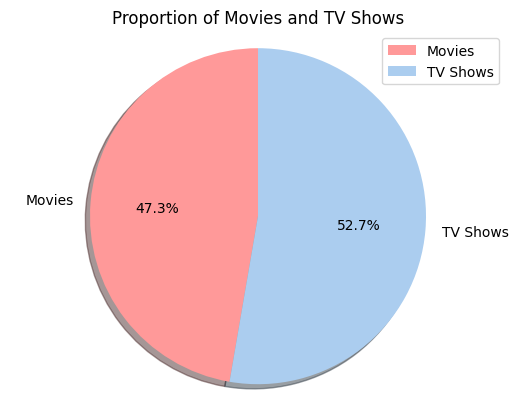 Proportion of Movies and TV Shows
Movies
TV Shows
Movies
47.3%
52.7%
TV Shows